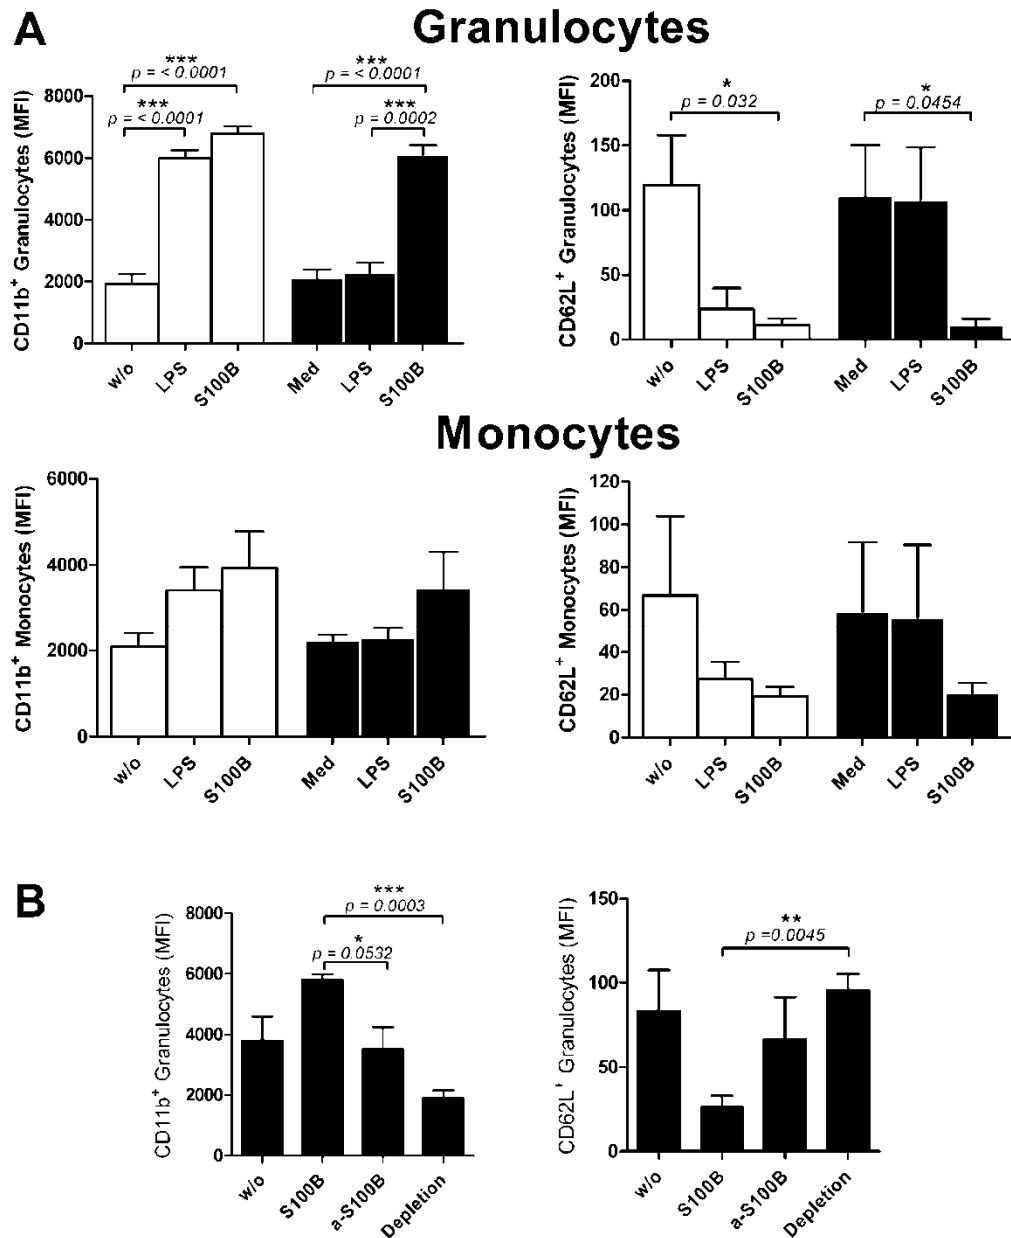 A
Granulocytes
CD11b+ Granulocytes (MFI)
8000
6000
4000
2000
0
***
p = < 0.0001
***
p = < 0.0001
***
p = < 0.0001
***
p = 0.0002
w/o
LPS
S100B
Med
LPS
S100B
CD62L+ Granulocytes (MFI)
200
150
100
50
0
*
p = 0.032
*
p = 0.0454
w/o
LPS
S100B
Med
LPS
S100B
Monocytes
CD11b+ Monocytes (MFI)
6000
4000
2000
0
w/o
LPS
S100B
Med
LPS
S100B
CD62L+ Monocytes (MFI)
120
100
80
60
40
20
0
w/o
LPS
S100B
Med
LPS
S100B
B
CD11b+ Granulocytes (MFI)
8000
6000
4000
2000
0
***
p = 0.0003
*
p = 0.0532
w/o
S100B
a-S100B
Depletion
CD62L+ Granulocytes (MFI)
150
100
50
0
**
p =0.0045
w/o
S100B
a-S100B
Depletion